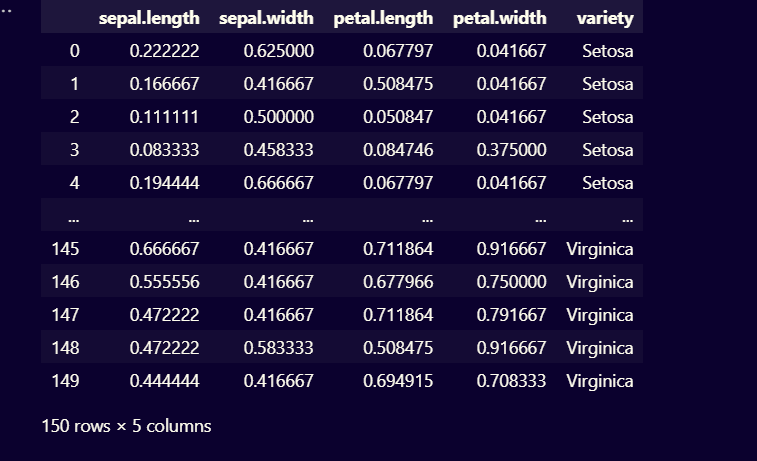 sepal.length sepal.width petal.length petal.width variety
0 0.222222 0.625000 0.067797 0.041667 Setosa
1 0.166667 0.416667 0.508475 0.041667 Setosa
2 0.111111 0.500000 0.050847 0.041667 Setosa
3 0.083333 0.458333 0.084746 0.375000 Setosa
4 0.194444 0.666667 0.067797 0.041667 Setosa
... ... ... ... ... ...
145 0.666667 0.416667 0.711864 0.916667 Virginica
146 0.555556 0.416667 0.677966 0.750000 Virginica
147 0.472222 0.416667 0.711864 0.791667 Virginica
148 0.472222 0.583333 0.508475 0.916667 Virginica
149 0.444444 0.416667 0.694915 0.708333 Virginica
150 rows × 5 columns